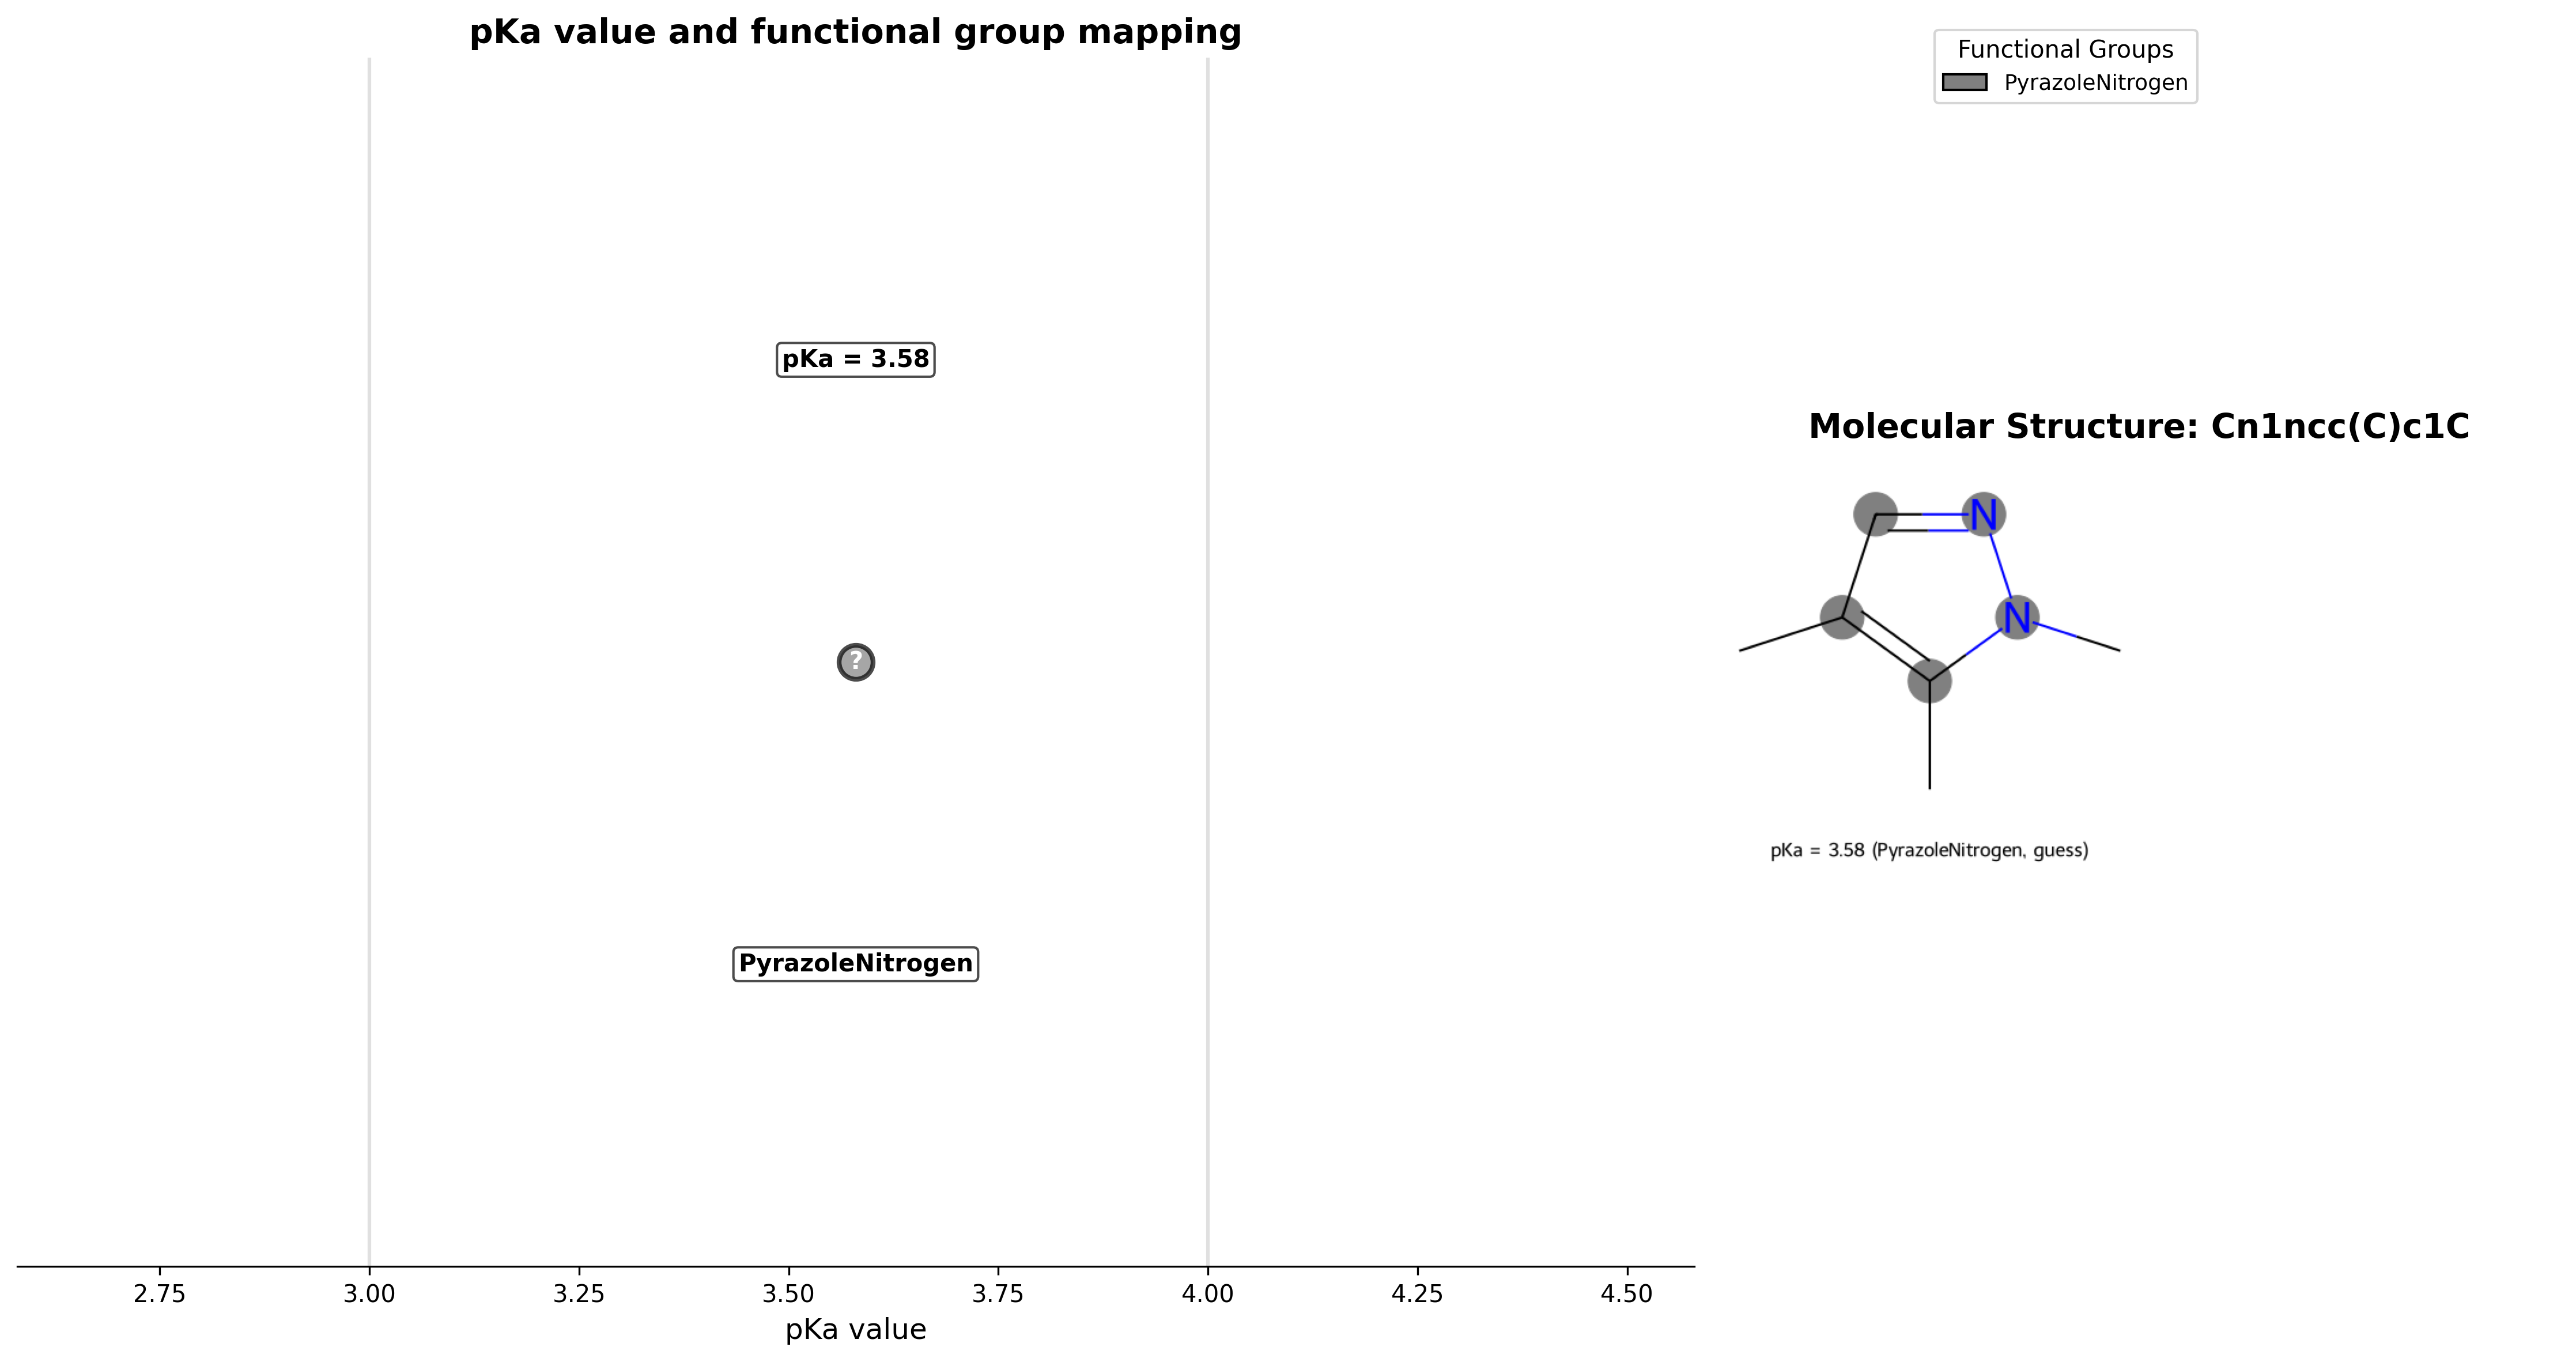 pKa value and functional group mapping
pKa = 3.58
?
PyrazoleNitrogen
2.75
3.00
3.25
3.50
3.75
4.00
4.25
4.50
pKa value
Functional Groups
PyrazoleNitrogen
Molecular Structure: Cn1ncc(C)c1C
N
N
pKa = 3.58 (PyrazoleNitrogen, guess)